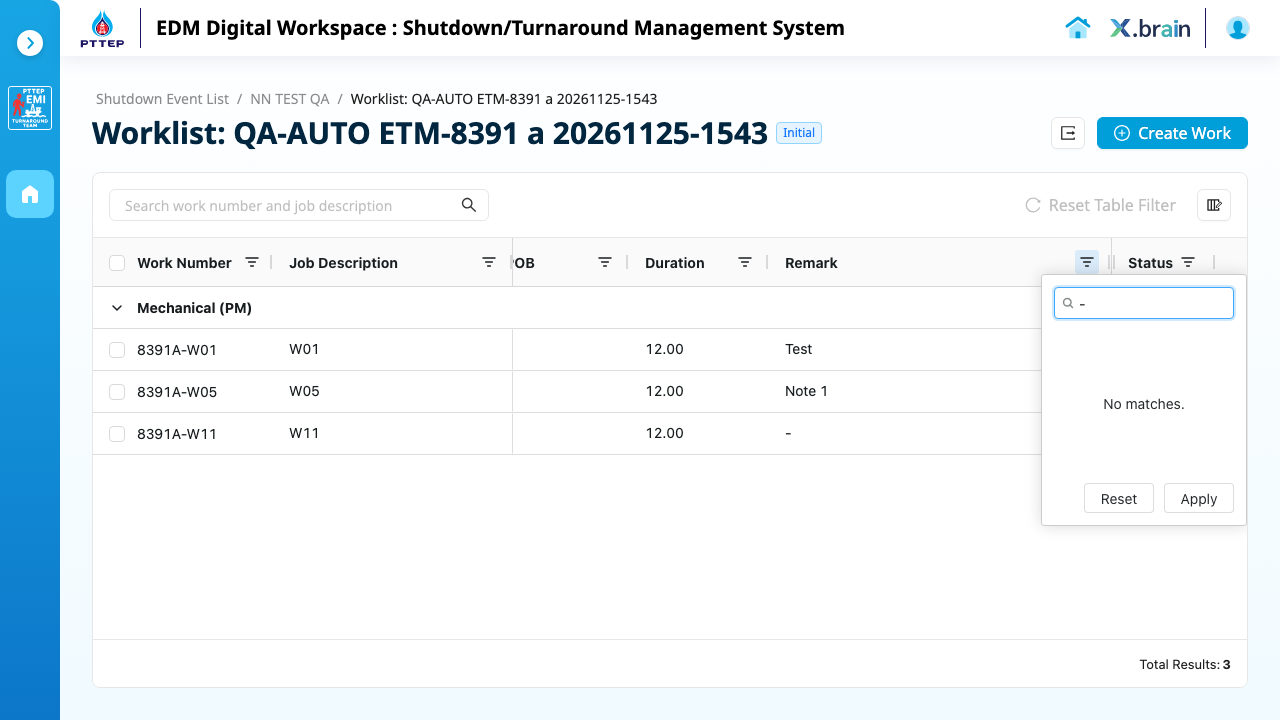 PTTEP
EDM Digital Workspace : Shutdown/Turnaround Management System
X.brain
PTTEP
EMI
TURNAROUND
TEAM
Shutdown Event List / NN TEST QA / Worklist: QA-AUTO ETM-8391 a 20261125-1543
Worklist: QA-AUTO ETM-8391 a 20261125-1543
Initial
Create Work
Search work number and job description
Reset Table Filter
Work Number
Job Description
OB
Duration
Remark
Status
-
Mechanical (PM)
8391A-W01 W01 12.00 Test
8391A-W05 W05 12.00 Note 1
8391A-W11 W11 12.00 -
No matches.
Reset
Apply
Total Results: 3